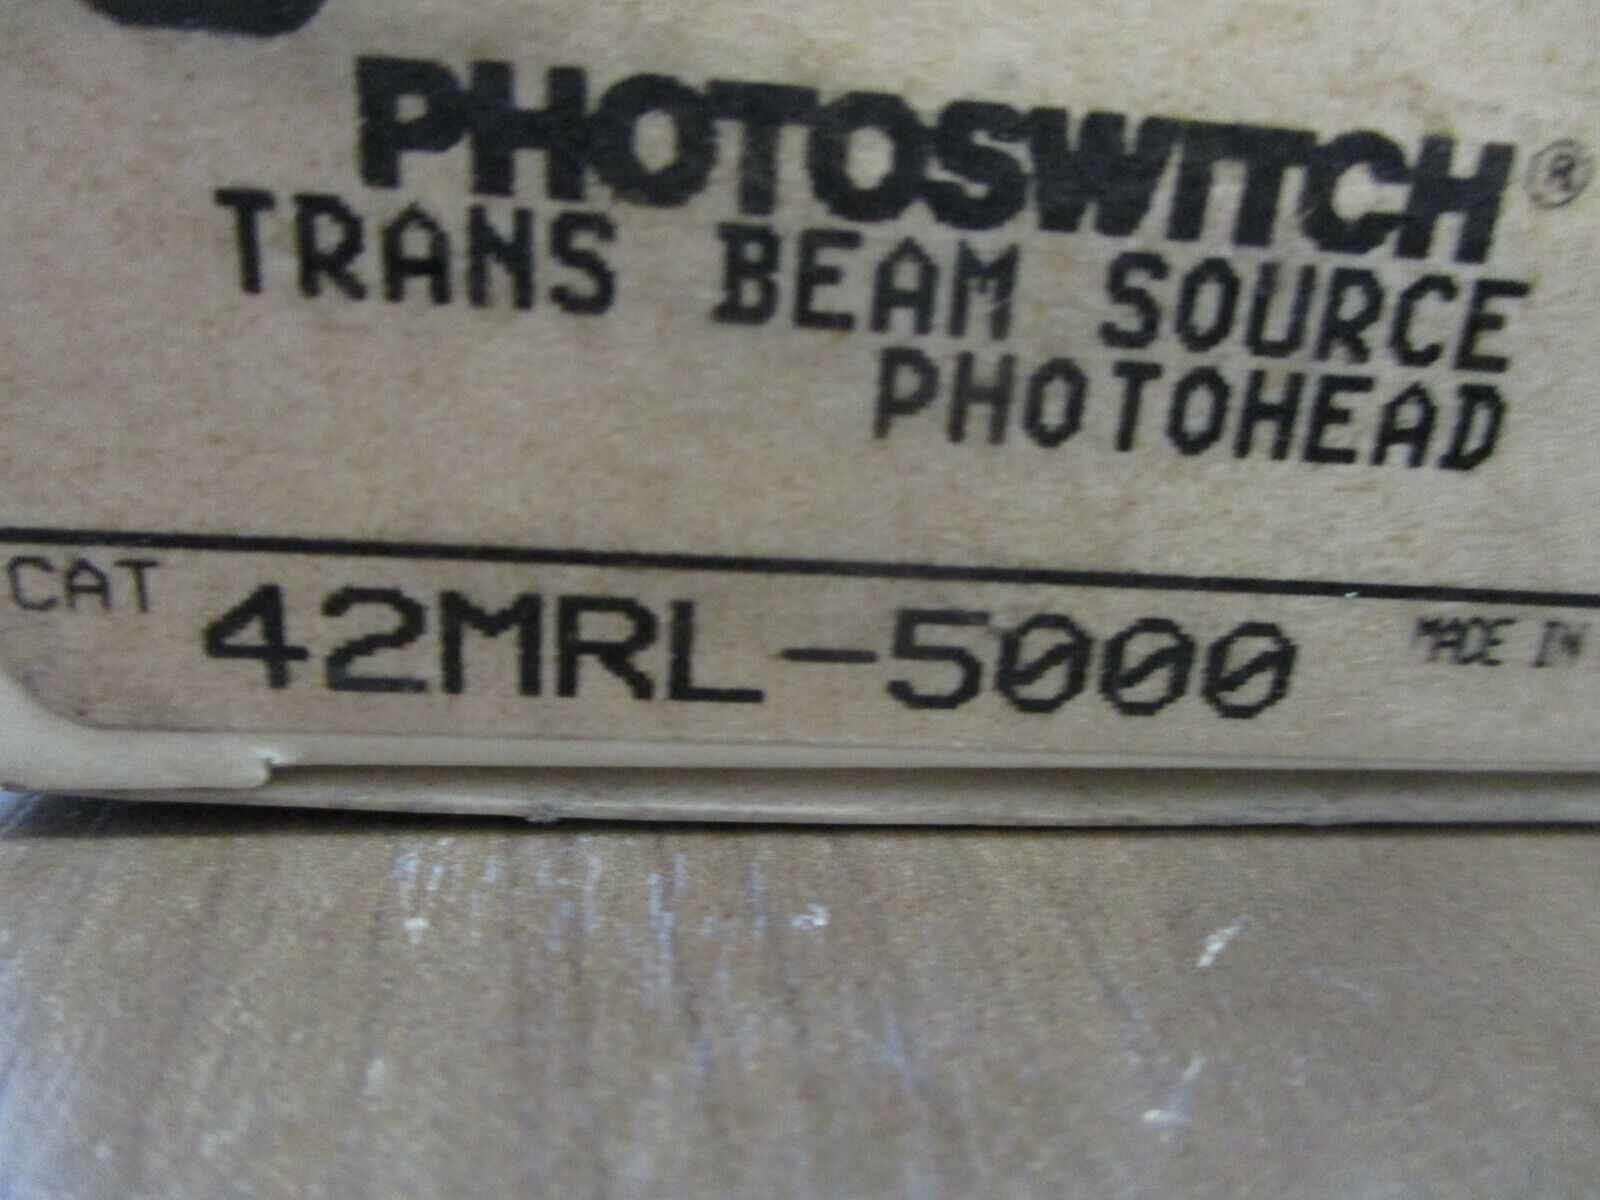 PHOTOSWITCH®
TRANS BEAM SOURCE
PHOTOHEAD
CAT 42MRL-5000 MADE IN